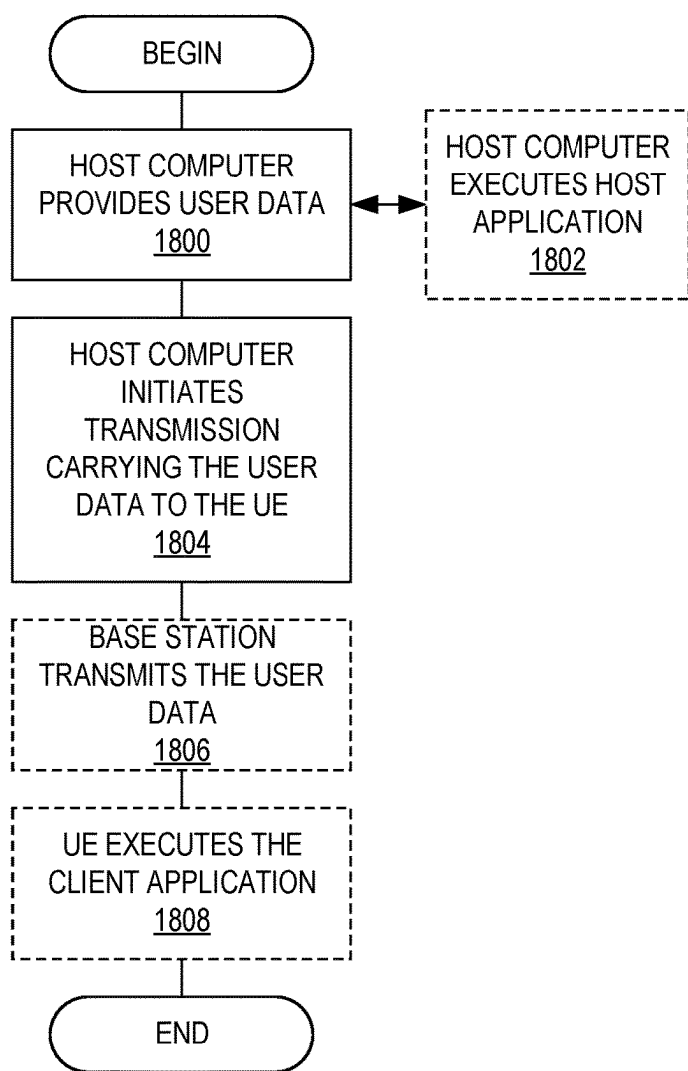 BEGIN
HOST COMPUTER
PROVIDES USER DATA
1800
HOST COMPUTER
EXECUTES HOST
APPLICATION
1802
HOST COMPUTER
INITIATES
TRANSMISSION
CARRYING THE USER
DATA TO THE UE
1804
BASE STATION
TRANSMITS THE USER
DATA
1806
UE EXECUTES THE
CLIENT APPLICATION
1808
END